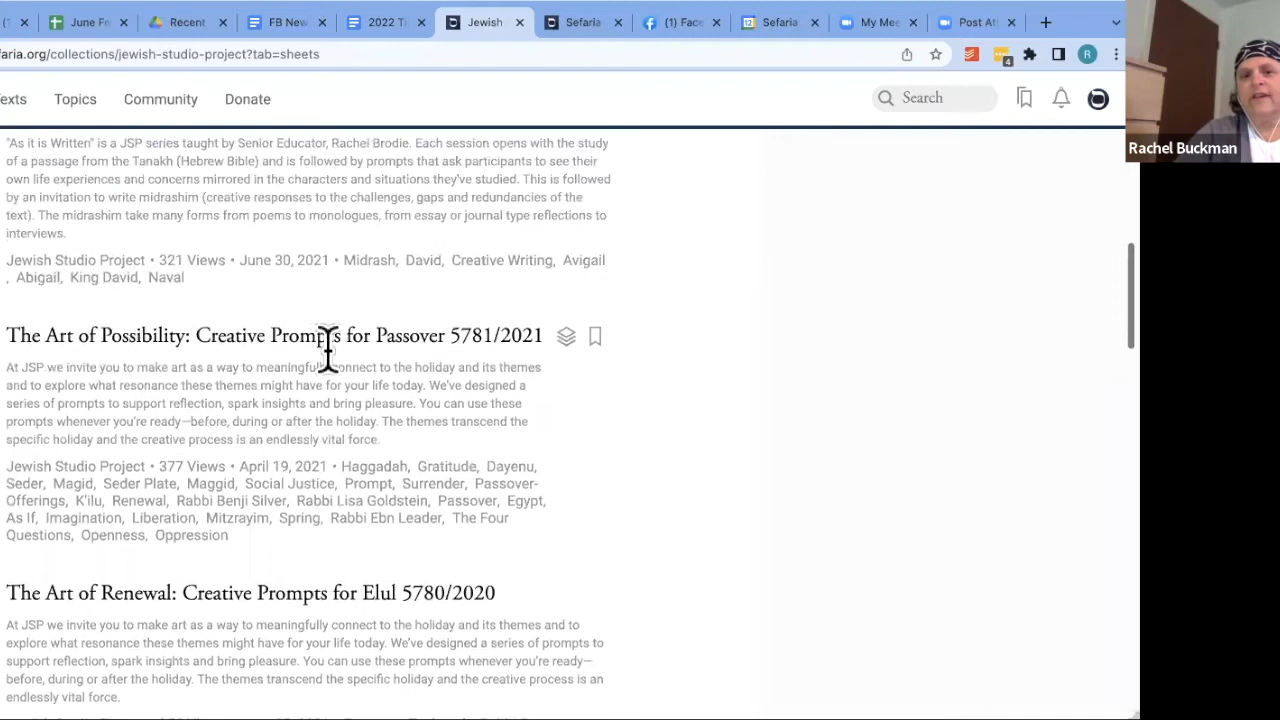 June Fe
Recent
FB New
2022 Ti
Jewish
Sefaria
(1) Face
Sefaria
My Mee
Post At
faria.org/collections/jewish-studio-project?tab=sheets
4
R
exts
Topics
Community
Donate
Search
Rachel Buckman
"As it is Written" is a JSP series taught by Senior Educator, Rachel Brodie. Each session opens with the study
of a passage from the Tanakh (Hebrew Bible) and is followed by prompts that ask participants to see their
own life experiences and concerns mirrored in the characters and situations they've studied. This is followed
by an invitation to write midrashim (creative responses to the challenges, gaps and redundancies of the
text). The midrashim take many forms from poems to monologues, from essay or journal type reflections to
interviews.
Jewish Studio Project • 321 Views • June 30, 2021 • Midrash, David, Creative Writing, Avigail
, Abigail, King David, Naval
The Art of Possibility: Creative Prompts for Passover 5781/2021
At JSP we invite you to make art as a way to meaningfully connect to the holiday and its themes
and to explore what resonance these themes might have for your life today. We've designed a
series of prompts to support reflection, spark insights and bring pleasure. You can use these
prompts whenever you're ready—before, during or after the holiday. The themes transcend the
specific holiday and the creative process is an endlessly vital force.
Jewish Studio Project • 377 Views • April 19, 2021 • Haggadah, Gratitude, Dayenu,
Seder, Magid, Seder Plate, Maggid, Social Justice, Prompt, Surrender, Passover-
Offerings, K'ilu, Renewal, Rabbi Benji Silver, Rabbi Lisa Goldstein, Passover, Egypt,
As If, Imagination, Liberation, Mitzrayim, Spring, Rabbi Ebn Leader, The Four
Questions, Openness, Oppression
The Art of Renewal: Creative Prompts for Elul 5780/2020
At JSP we invite you to make art as a way to meaningfully connect to the holiday and its themes and to
explore what resonance these themes might have for your life today. We've designed a series of prompts to
support reflection, spark insights and bring pleasure. You can use these prompts whenever you're ready—
before, during or after the holiday. The themes transcend the specific holiday and the creative process is an
endlessly vital force.